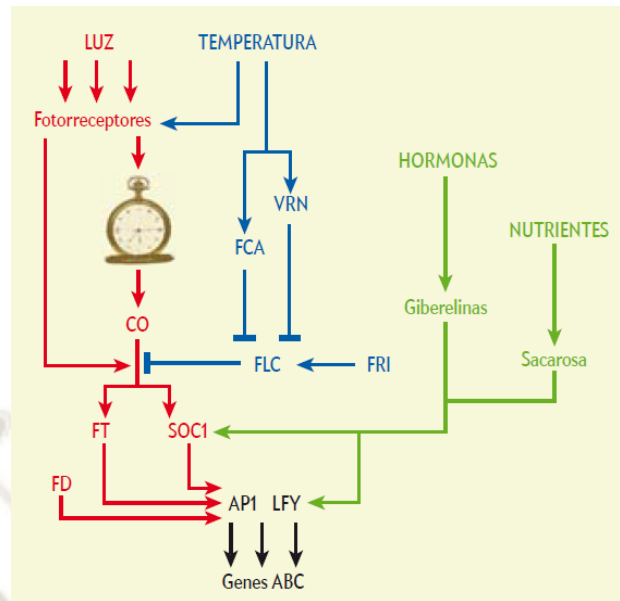 LUZ
TEMPERATURA
Fotorreceptores
HORMONAS
VRN
NUTRIENTES
FCA
Giberelinas
CO
FLC
FRI
Sacarosa
FT
SOC1
FD
AP1 LFY
Genes ABC